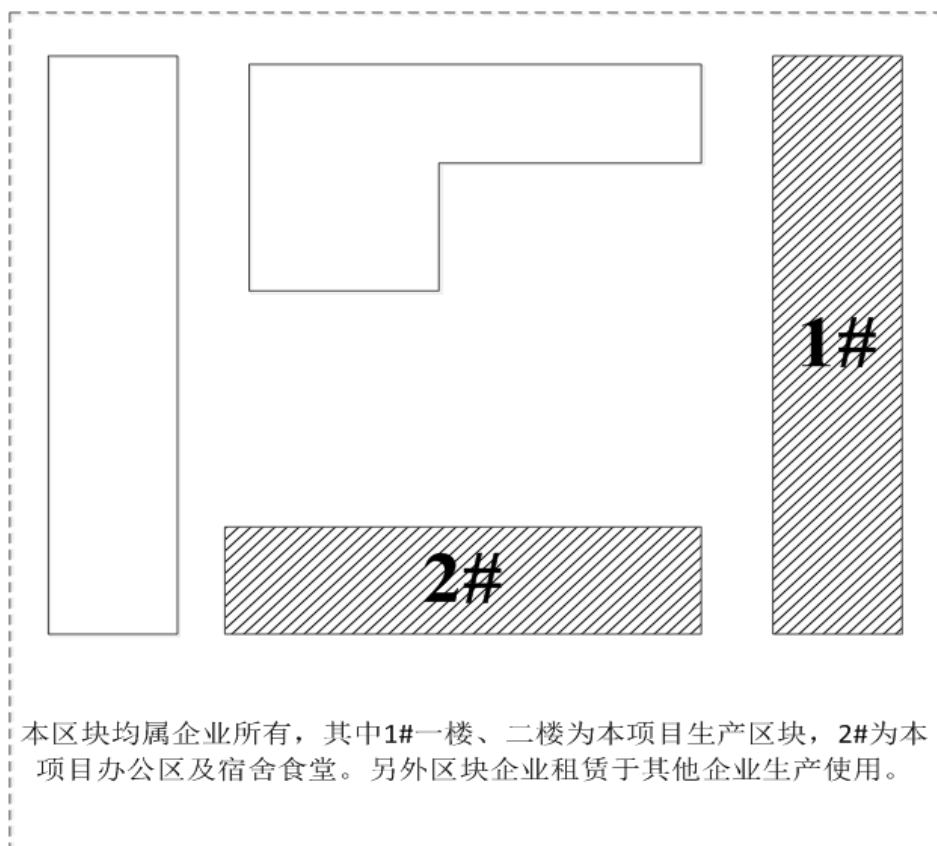 1#
2#
本区块均属企业所有，其中1#一楼、二楼为本项目生产区块，2#为本
项目办公区及宿舍食堂。另外区块企业租赁于其他企业生产使用。